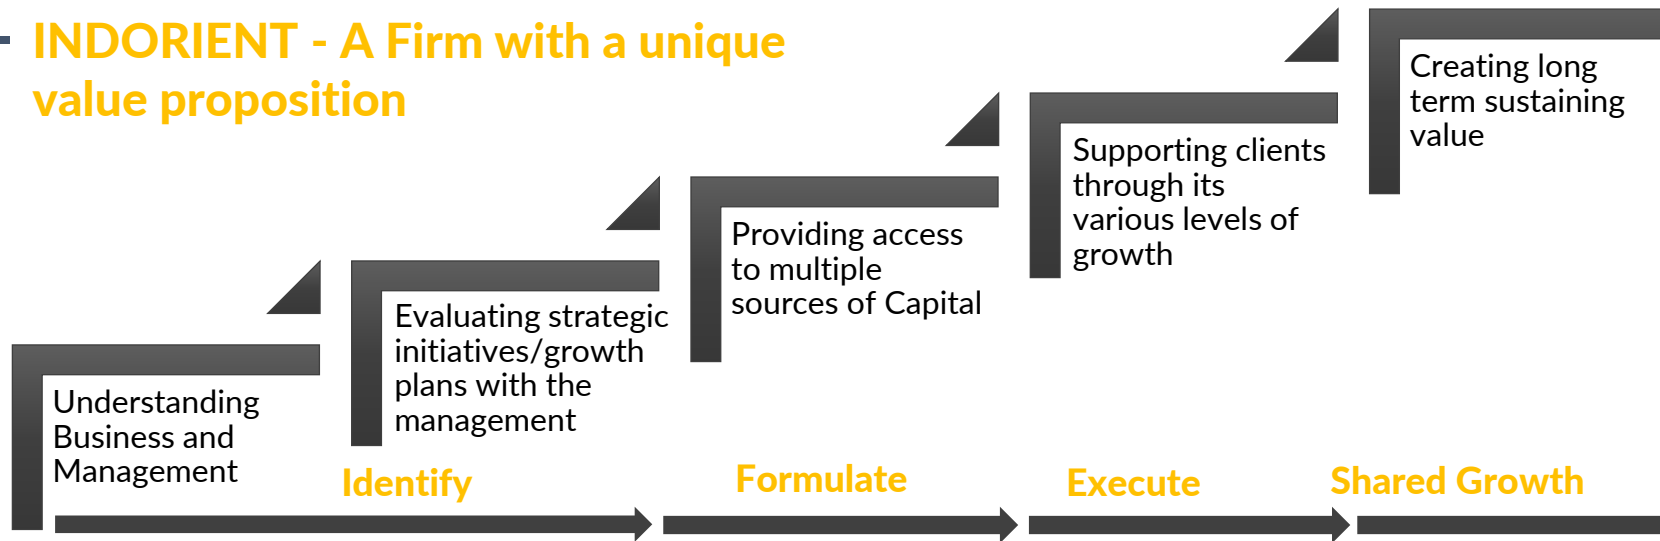 INDORIENT - A Firm with a unique
value proposition
Understanding
Business and
Management
Evaluating strategic
initiatives/growth
plans with the
management
Providing access
to multiple
sources of Capital
Supporting clients
through its
various levels of
growth
Creating long
term sustaining
value
Identify
Formulate
Execute
Shared Growth